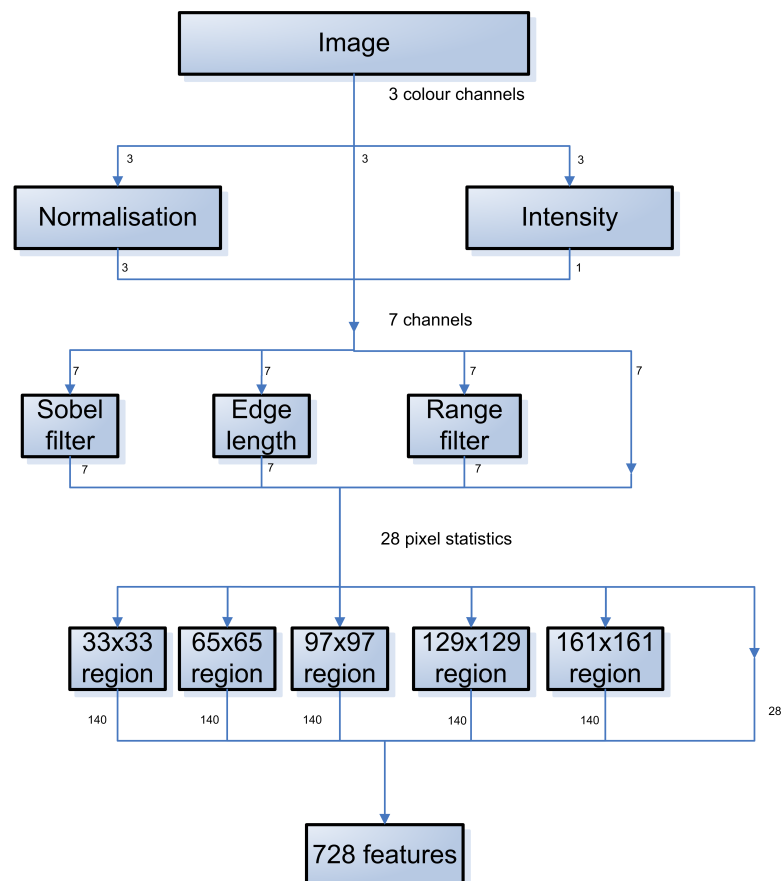 Image
3 colour channels
3 3 3
Normalisation Intensity
3 1
7 channels
7 7 7 7
Sobel filter
Edge length
Range filter
7 7 7
28 pixel statistics
33x33 region
65x65 region
97x97 region
129x129 region
161x161 region
140 140 140 140 140 28
728 features